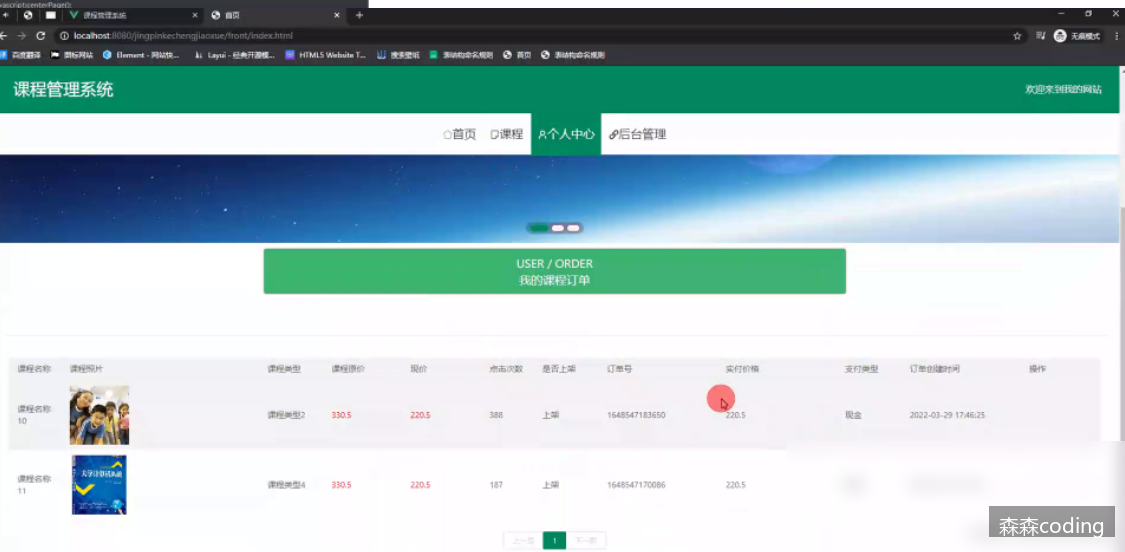 vascript:centerPage();
课程管理系统
首页
localhost:8080/jingpinkechengjiaoxue/front/index.html
无痕模式
百度翻译
图标网站
Element - 网站快...
Layui - 经典开源模...
HTML5 Website T...
搜索壁纸
表结构命名规则
首页
表结构命名规则
课程管理系统
欢迎来到我的网站
首页
课程
个人中心
后台管理
USER / ORDER
我的课程订单
课程名称 课程照片 课程类型 课程原价 现价 点击次数 是否上架 订单号 实付价格 支付类型 订单创建时间 操作
课程名称10 课程类型2 330.5 220.5 388 上架 1648547183650 220.5 现金 2022-03-29 17:46:25
课程名称11 课程类型4 330.5 220.5 187 上架 1648547170086 220.5
上一页 1 下一页
森森coding